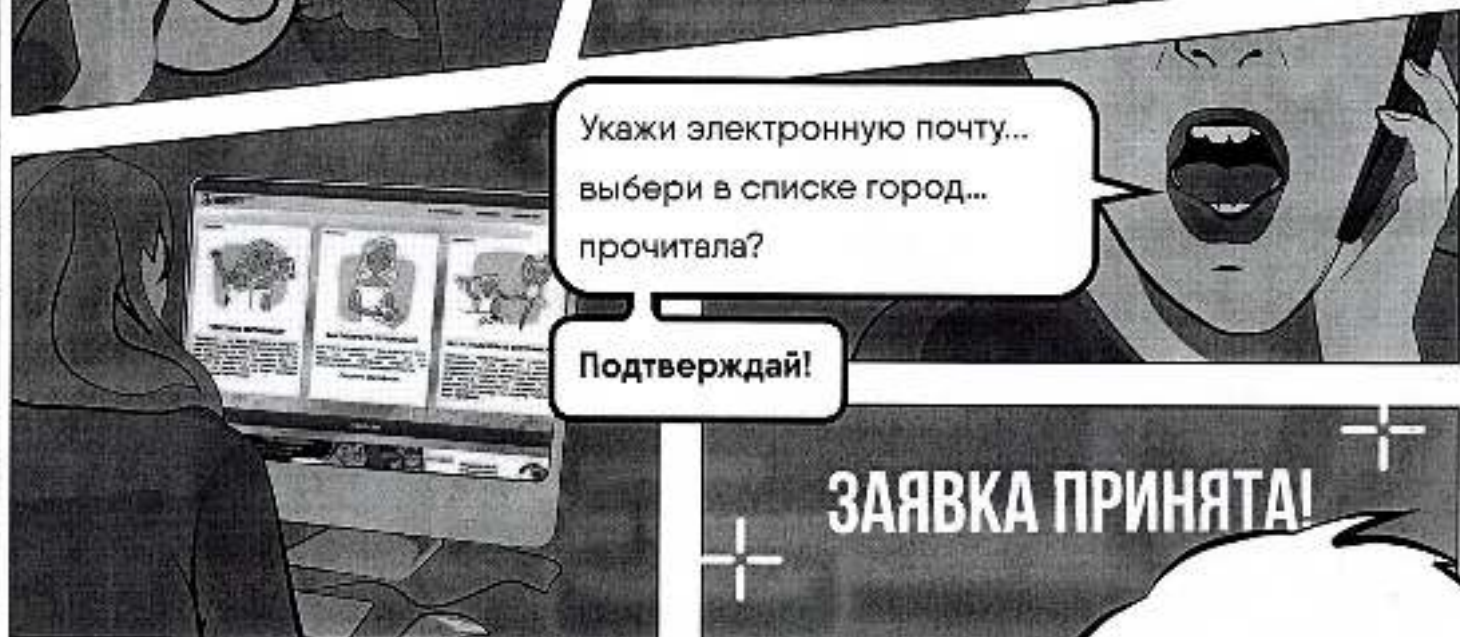 Укажи электронную почту...
выбери в списке город...
прочитала?
Подтверждай!
ЗАЯВКА ПРИНЯТА!